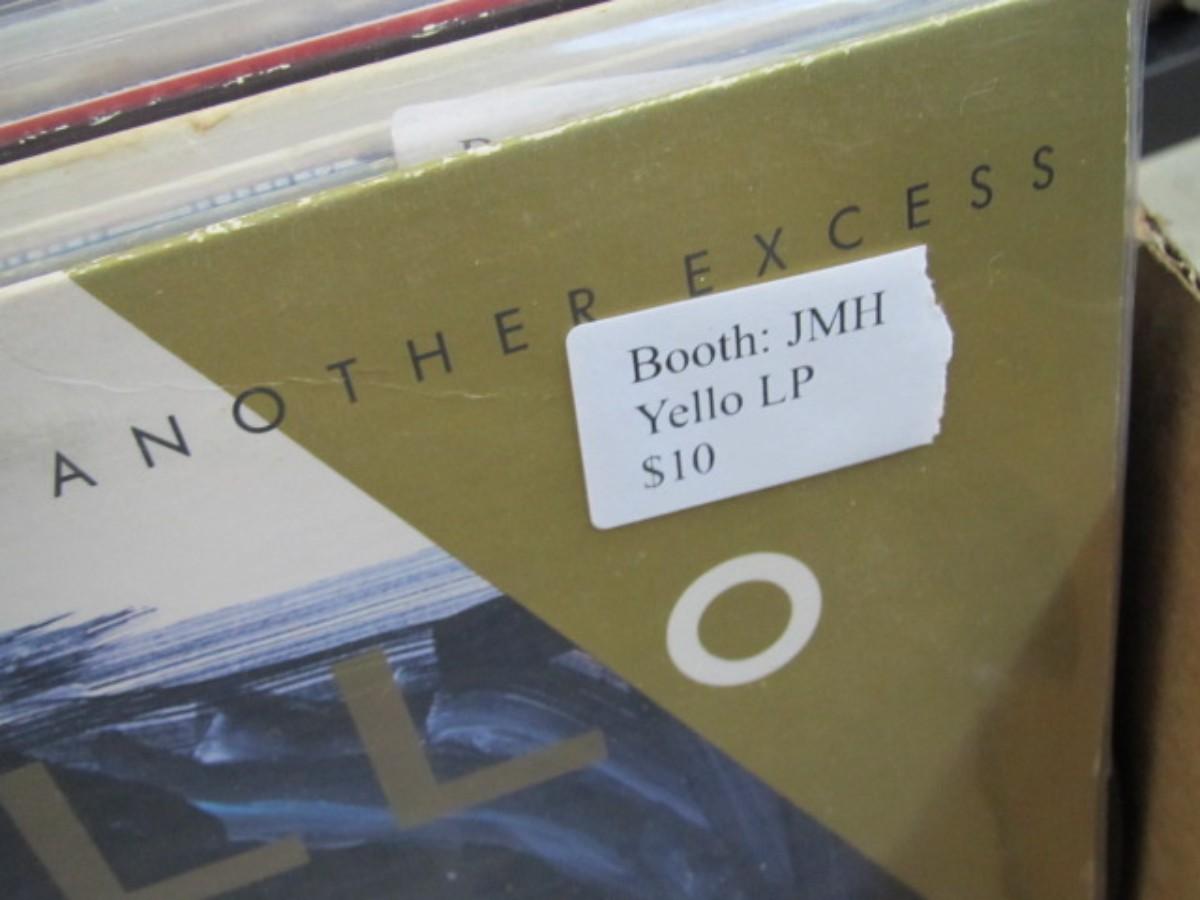 ANOTHER EXCESS
Booth: JMH
Yello LP
$10
LLO